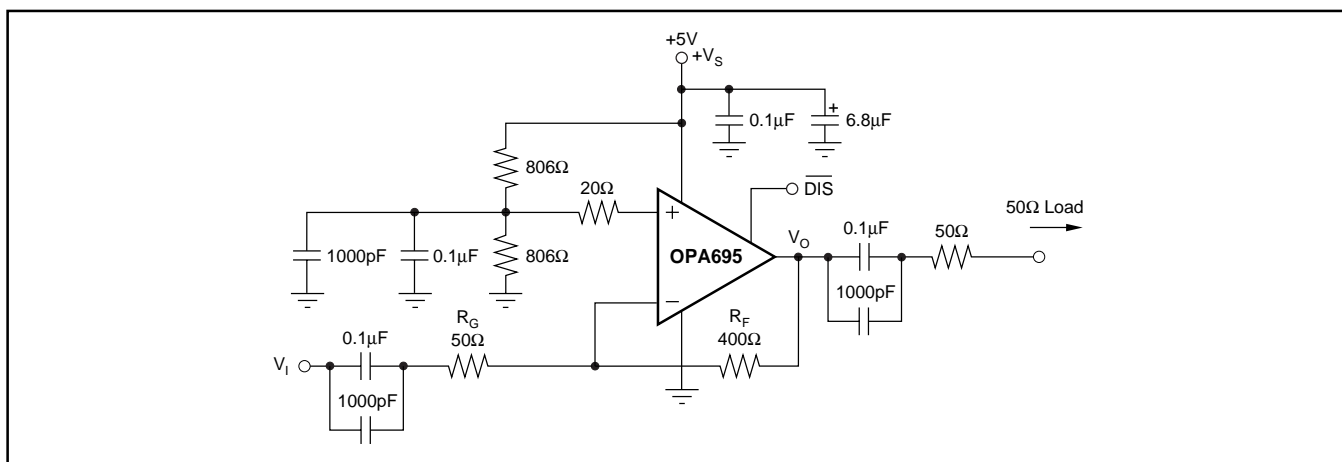 +5V
+V_S
0.1μF
6.8μF
806Ω
20Ω
DIS
+
50Ω Load
V_O
0.1μF
50Ω
1000pF
0.1μF
806Ω
OPA695
1000pF
−
R_G
50Ω
R_F
400Ω
0.1μF
V_I
1000pF
+